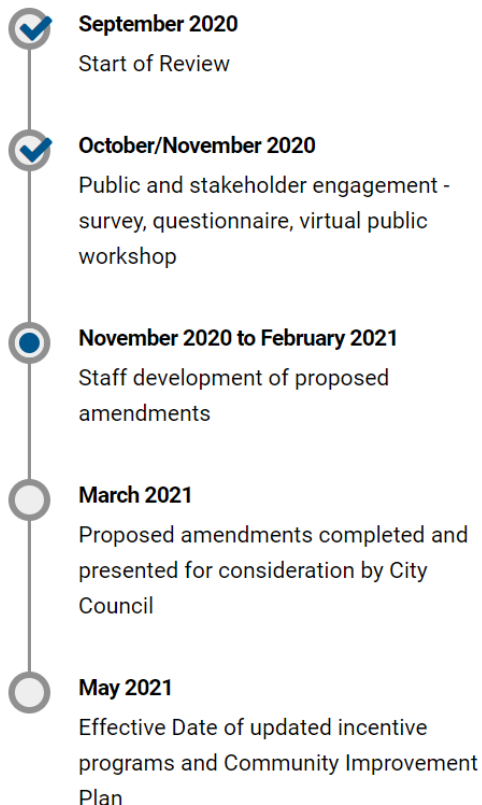 September 2020
Start of Review
October/November 2020
Public and stakeholder engagement -
survey, questionnaire, virtual public
workshop
November 2020 to February 2021
Staff development of proposed
amendments
March 2021
Proposed amendments completed and
presented for consideration by City
Council
May 2021
Effective Date of updated incentive
programs and Community Improvement
Plan